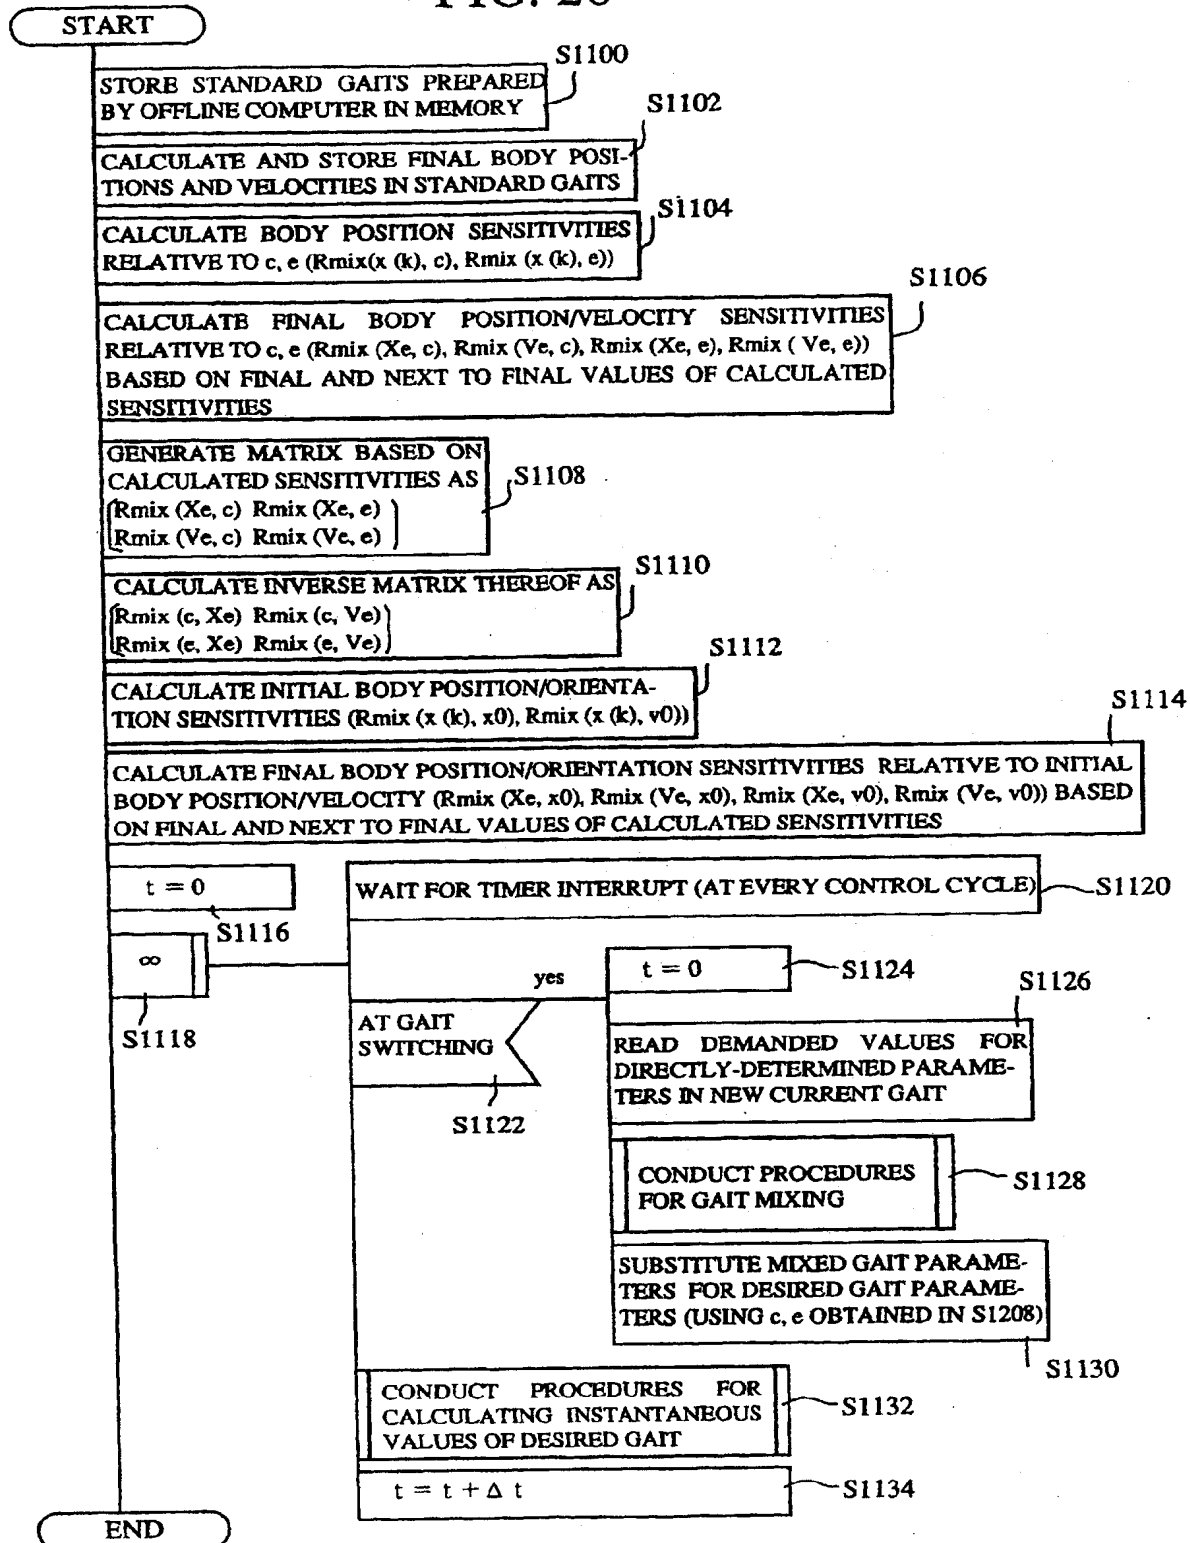 START
S1100
STORE STANDARD GAITS PREPARED
BY OFFLINE COMPUTER IN MEMORY
S1102
CALCULATE AND STORE FINAL BODY POSI-
TIONS AND VELOCITIES IN STANDARD GAITS
S1104
CALCULATE BODY POSITION SENSITIVITIES
RELATIVE TO c, e (Rmix(x (k), c), Rmix (x (k), e))
S1106
CALCULATE FINAL BODY POSITION/VELOCITY SENSITIVITIES
RELATIVE TO c, e (Rmix (Xe, c), Rmix (Ve, c), Rmix (Xe, e), Rmix ( Ve, e))
BASED ON FINAL AND NEXT TO FINAL VALUES OF CALCULATED
SENSITIVITIES
GENERATE MATRIX BASED ON
CALCULATED SENSITIVITIES AS
S1108
(Rmix (Xe, c) Rmix (Xe, e)
Rmix (Ve, c) Rmix (Ve, e) )
S1110
CALCULATE INVERSE MATRIX THEREOF AS
(Rmix (c, Xe) Rmix (c, Ve)
Rmix (e, Xe) Rmix (e, Ve))
S1112
CALCULATE INITIAL BODY POSITION/ORIENTA-
TION SENSITIVITIES (Rmix (x (k), x0), Rmix (x (k), v0))
S1114
CALCULATE FINAL BODY POSITION/ORIENTATION SENSITIVITIES RELATIVE TO INITIAL
BODY POSITION/VELOCITY (Rmix (Xe, x0), Rmix (Ve, x0), Rmix (Xe, v0), Rmix (Ve, v0)) BASED
ON FINAL AND NEXT TO FINAL VALUES OF CALCULATED SENSITIVITIES
t = 0
S1116
WAIT FOR TIMER INTERRUPT (AT EVERY CONTROL CYCLE)
S1120
∞
S1118
AT GAIT
SWITCHING
S1122
yes
t = 0
S1124
S1126
READ DEMANDED VALUES FOR
DIRECTLY-DETERMINED PARAME-
TERS IN NEW CURRENT GAIT
CONDUCT PROCEDURES
FOR GAIT MIXING
S1128
SUBSTITUTE MIXED GAIT PARAME-
TERS FOR DESIRED GAIT PARAME-
TERS (USING c, e OBTAINED IN S1208)
S1130
CONDUCT PROCEDURES FOR
CALCULATING INSTANTANEOUS
VALUES OF DESIRED GAIT
S1132
t = t + Δ t
S1134
END